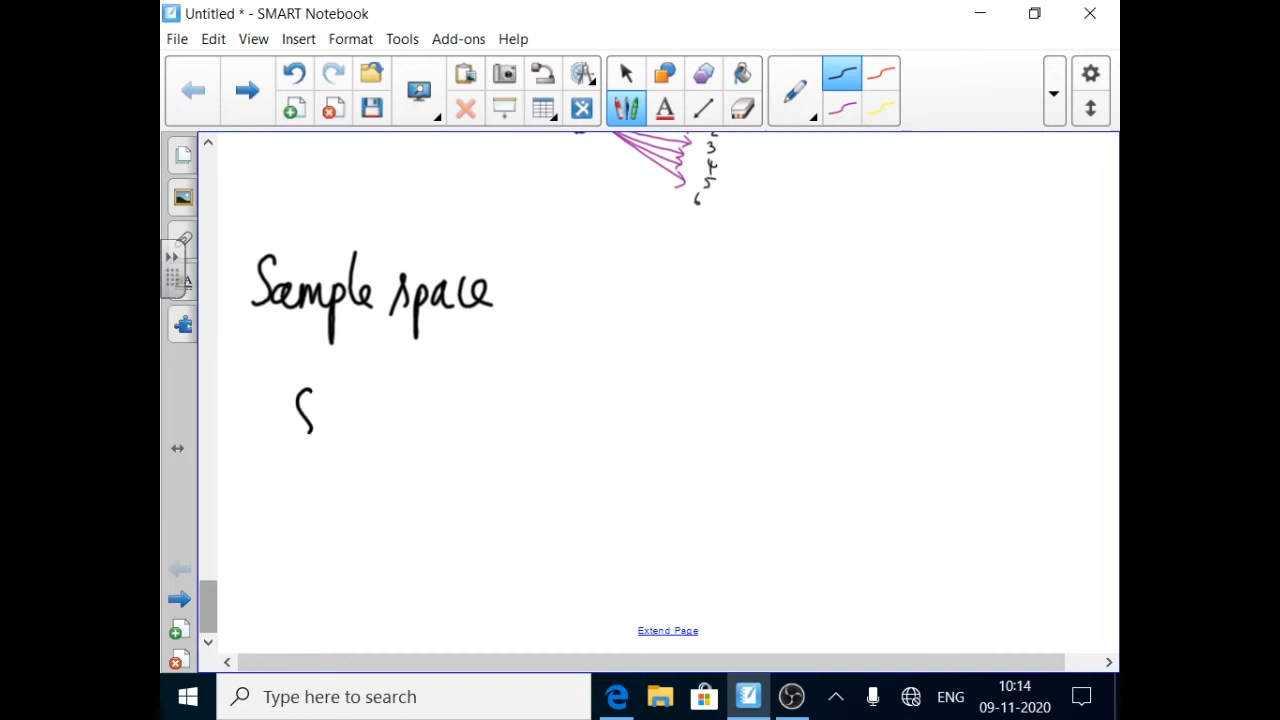 Untitled * - SMART Notebook
File Edit View Insert Format Tools Add-ons Help
3
4
5
6
Sample space
S
Extend Page
Type here to search
ENG
10:14
09-11-2020